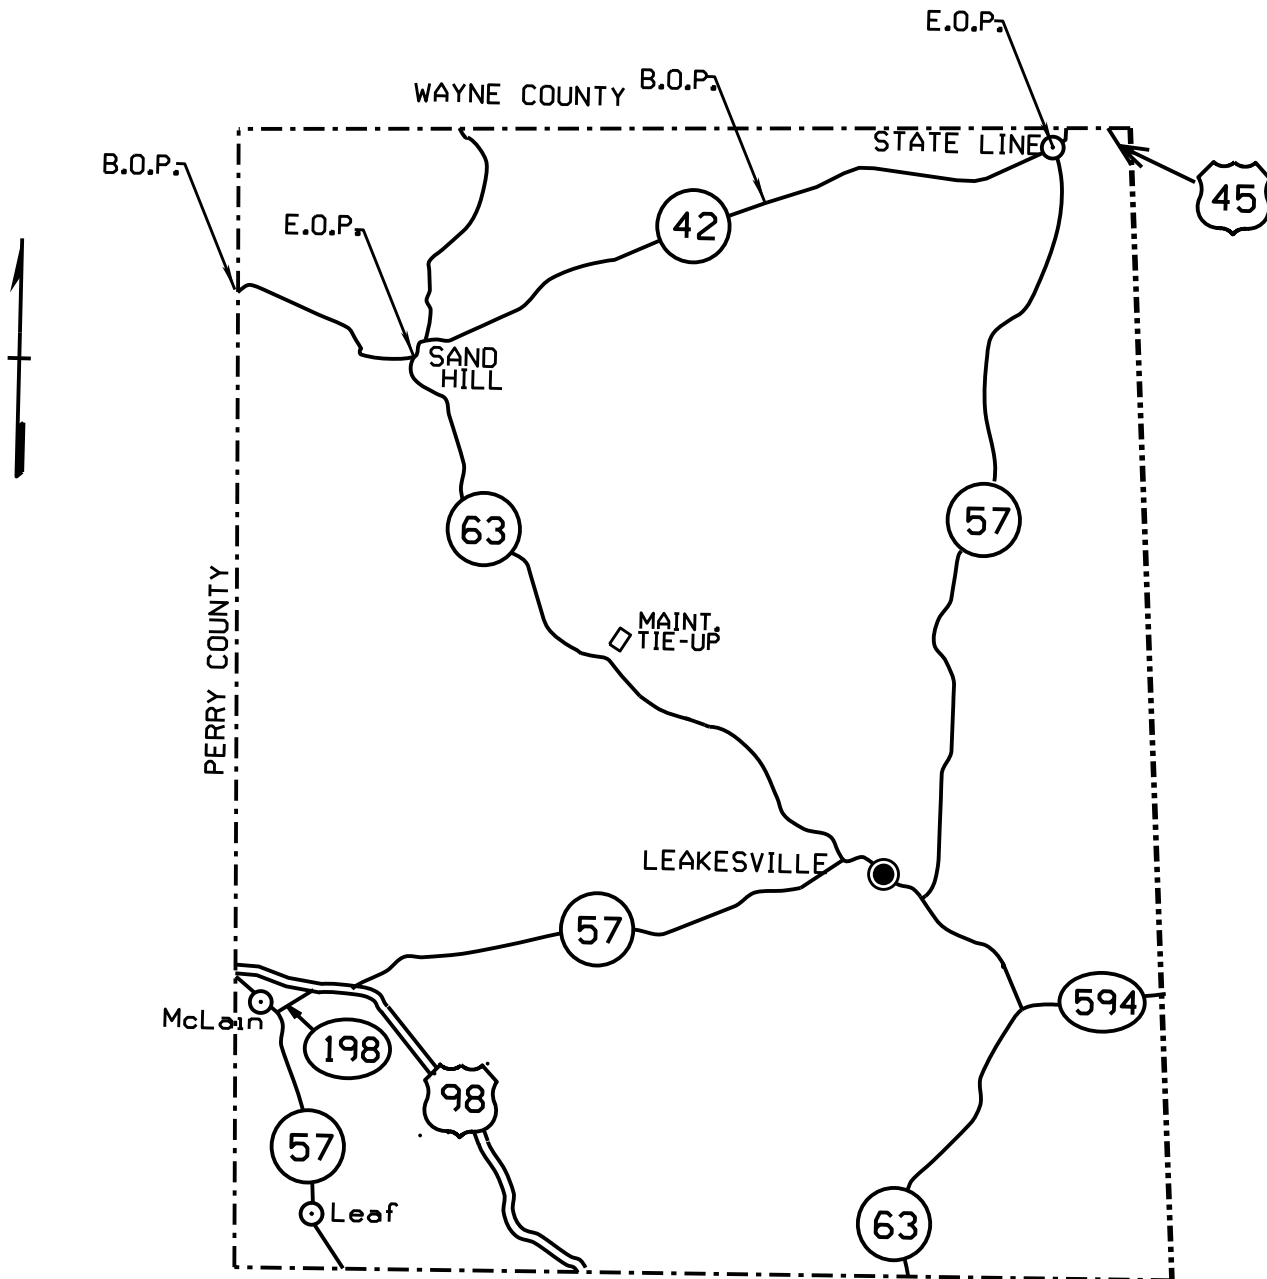 E.O.P.
B.O.P.
WAYNE COUNTY
STATE LINE
B.O.P.
45
42
E.O.P.
SAND
HILL
57
63
MAINT.
TIE-UP
PERRY COUNTY
LEAKESVILLE
57
594
McLain
198
98
57
Leaf
63